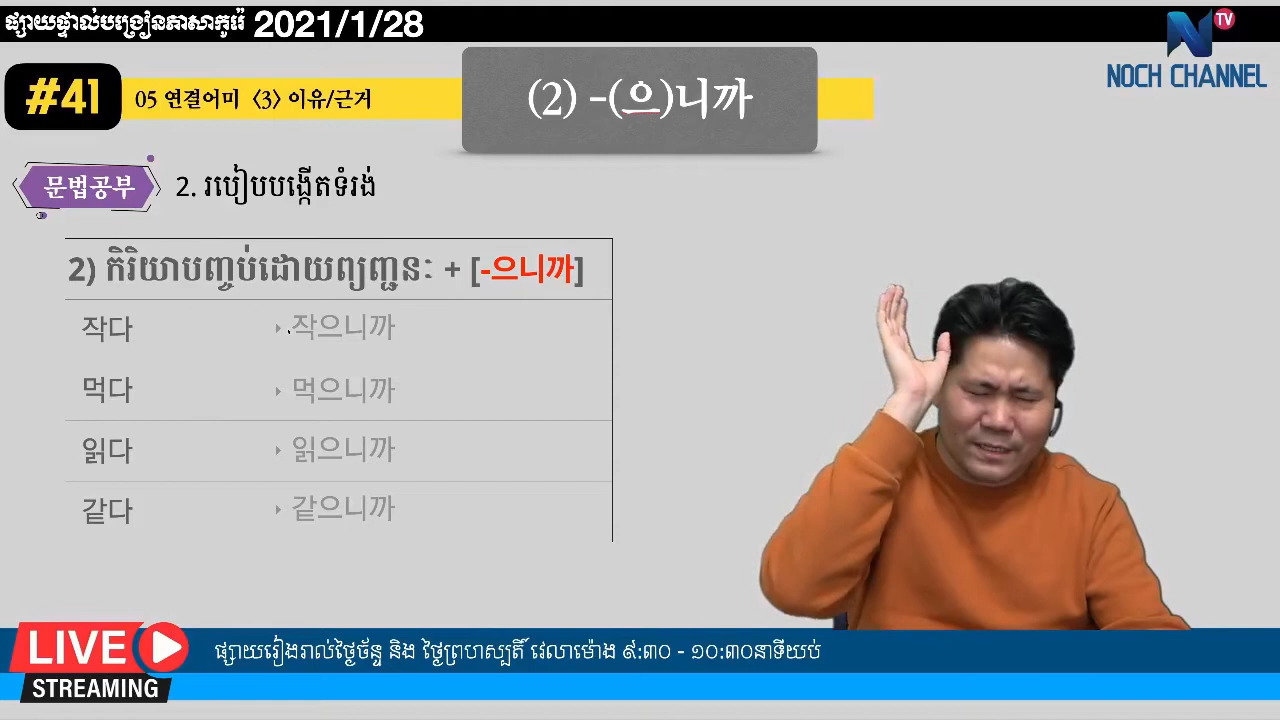 ផ្សាយផ្ទាល់បង្រៀនភាសាកូរ៉េ 2021/1/28
N TV
NOCH CHANNEL
#41 05 연결어미 〈3〉 이유/근거
(2) -(으)니까
문법공부 2. របៀបបង្កើតទំរង់
2) កិរិយាបញ្ចប់ដោយព្យញ្ជនៈ + [-으니까]
작다 ▸ 작으니까
먹다 ▸ 먹으니까
읽다 ▸ 읽으니까
같다 ▸ 같으니까
LIVE
STREAMING
ផ្សាយរៀងរាល់ថ្ងៃច័ន្ទ និង ថ្ងៃព្រហស្បតិ៍ វេលាម៉ោង ៩:៣០ - ១០:៣០នាទីយប់